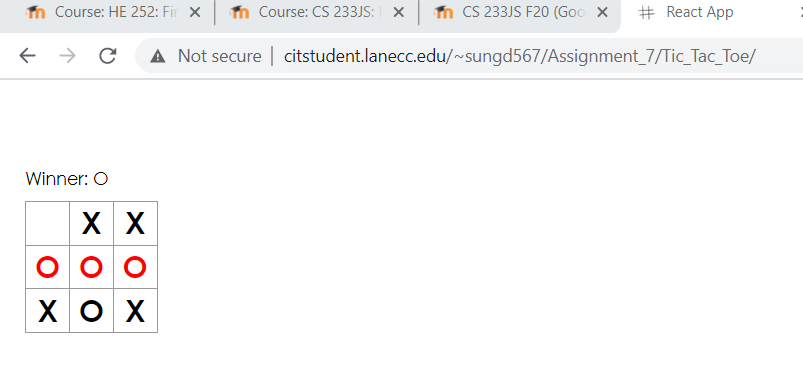 Course: HE 252: Fir
Course: CS 233JS:
CS 233JS F20 (Goo
React App
Not secure | citstudent.lanecc.edu/~sungd567/Assignment_7/Tic_Tac_Toe/
Winner: O
X X
O O O
X O X